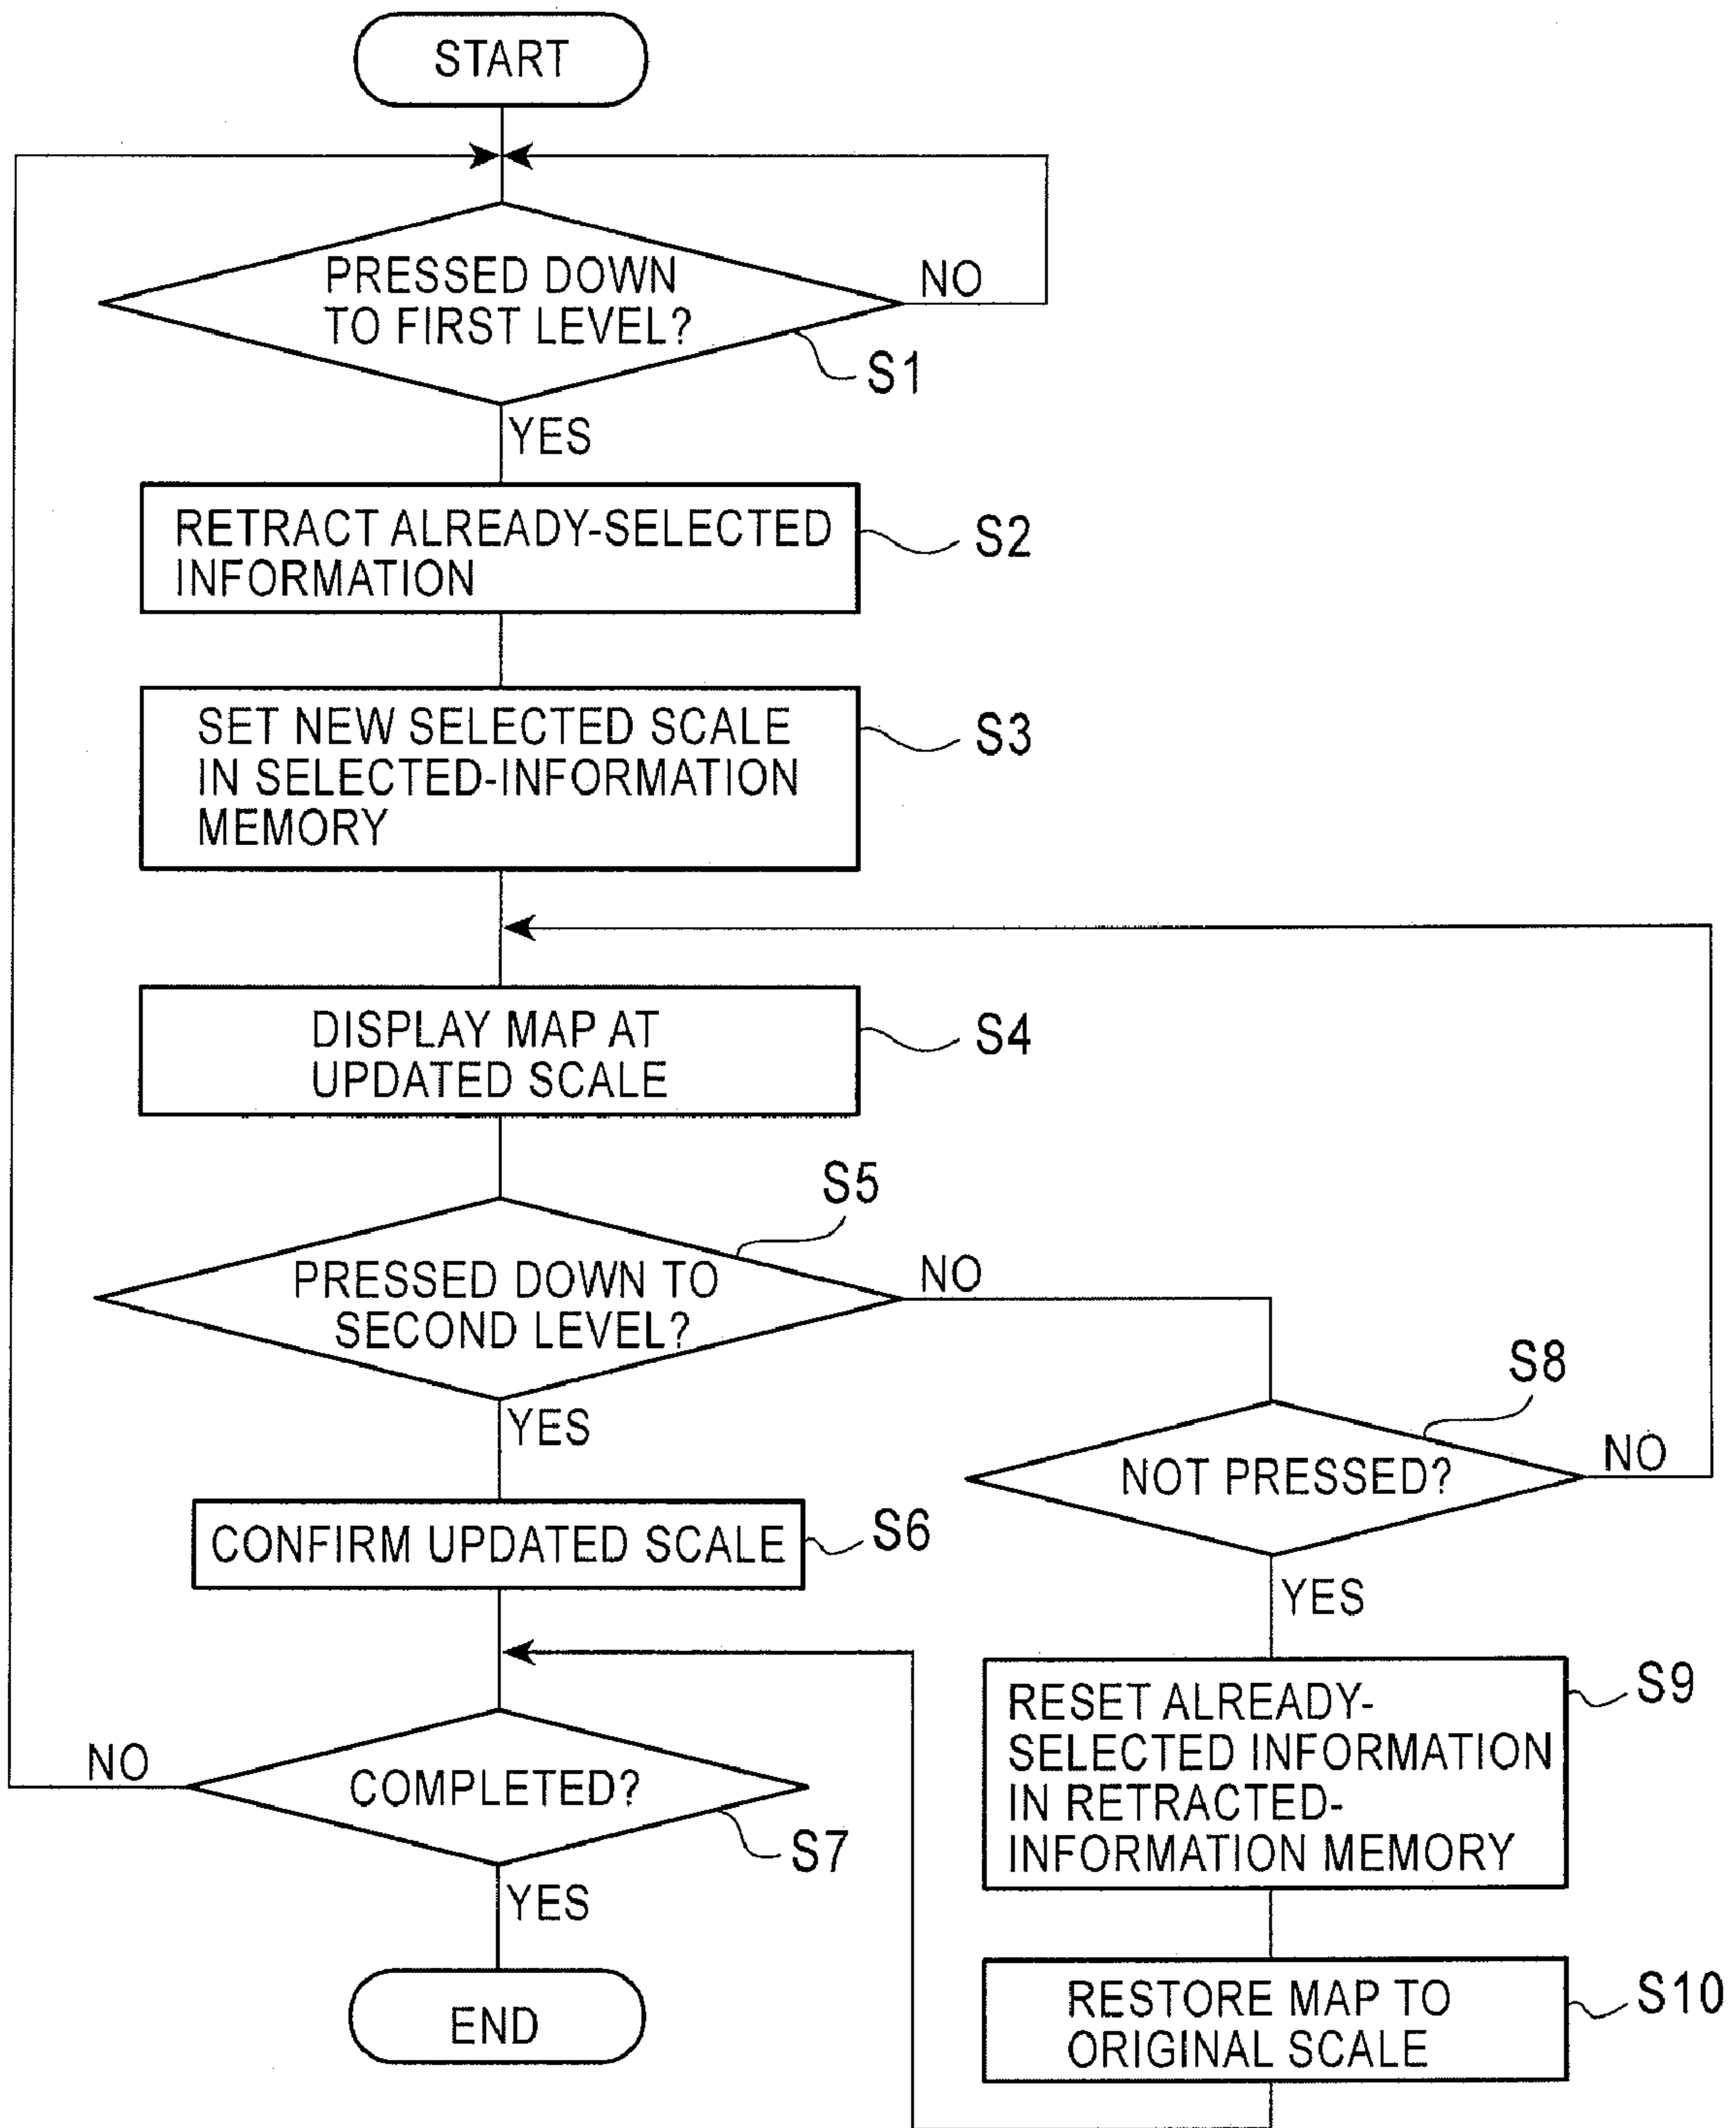 START
PRESSED DOWN
TO FIRST LEVEL?
NO
S1
YES
RETRACT ALREADY-SELECTED
INFORMATION
S2
SET NEW SELECTED SCALE
IN SELECTED-INFORMATION
MEMORY
S3
DISPLAY MAP AT
UPDATED SCALE
S4
S5
PRESSED DOWN TO
SECOND LEVEL?
NO
YES
S8
NOT PRESSED?
NO
YES
CONFIRM UPDATED SCALE
S6
COMPLETED?
NO
S7
YES
END
RESET ALREADY-
SELECTED INFORMATION
IN RETRACTED-
INFORMATION MEMORY
S9
RESTORE MAP TO
ORIGINAL SCALE
S10